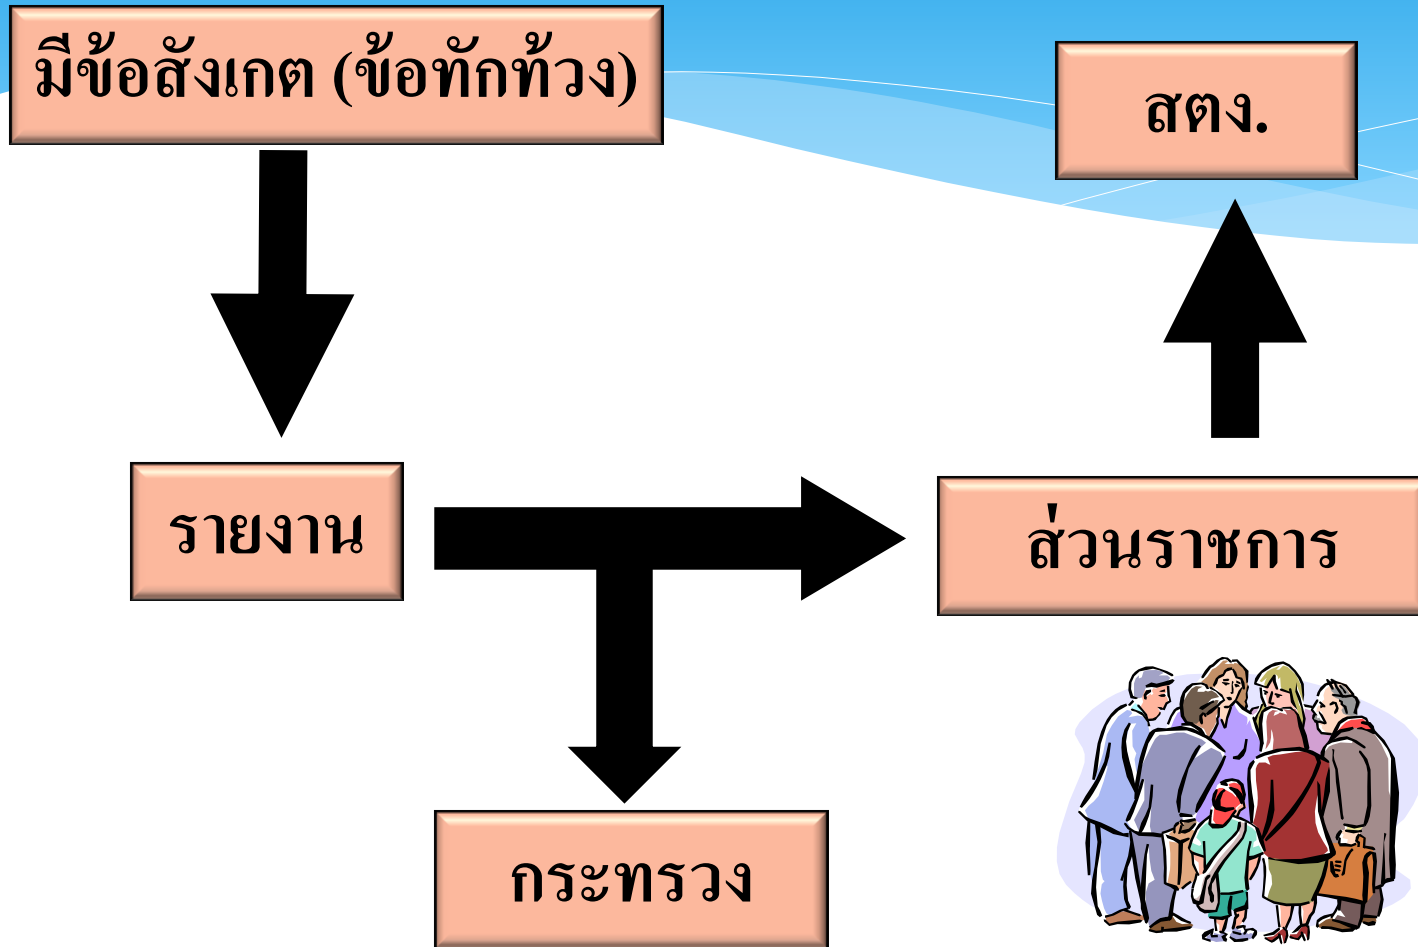 มีข้อสังเกต (ข้อทักท้วง)
สตง.
รายงาน
ส่วนราชการ
กระทรวง